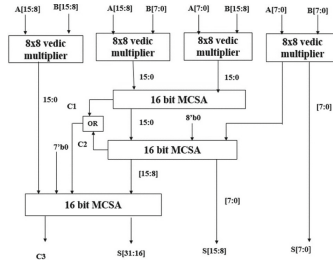 A[15:8] B[15:8] A[15:8] B[7:0] A[7:0] B[15:8] A[7:0] B[7:0]
8x8 vedic multiplier
8x8 vedic multiplier
8x8 vedic multiplier
8x8 vedic multiplier
15:0
15:0
15:0
[7:0]
C1
16 bit MCSA
OR
15:0
8'b0
C2
7'b0
16 bit MCSA
[15:8]
[7:0]
16 bit MCSA
C3
S[31:16]
S[15:8]
S[7:0]